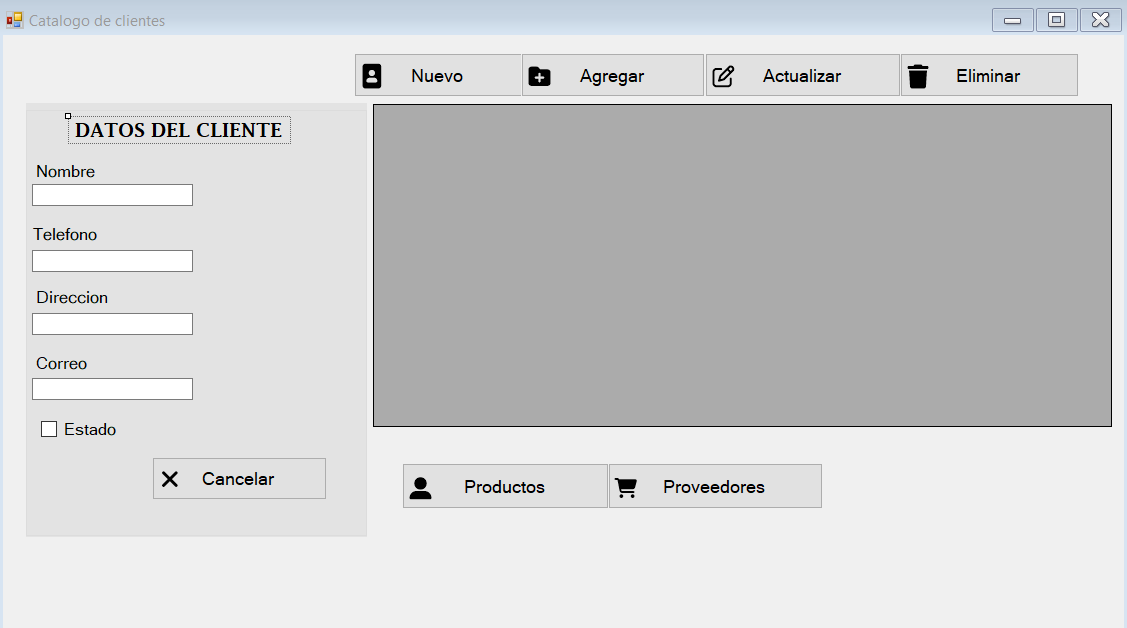 Catalogo de clientes
Nuevo Agregar Actualizar Eliminar
DATOS DEL CLIENTE
Nombre
Telefono
Direccion
Correo
Estado
Cancelar
Productos Proveedores